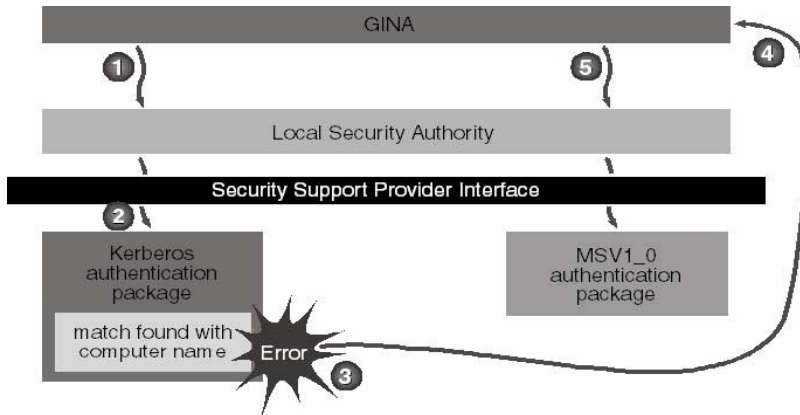 GINA
1
5
4
Local Security Authority
Security Support Provider Interface
2
Kerberos
authentication
package
MSV1_0
authentication
package
match found with
computer name
Error
3